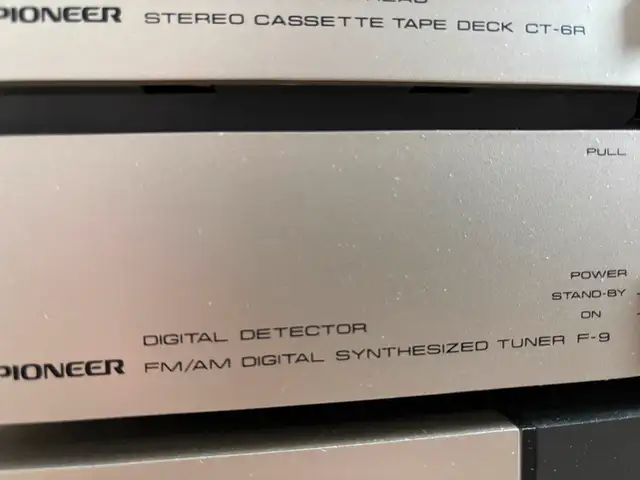 PIONEER STEREO CASSETTE TAPE DECK CT-6R
PULL
POWER
STAND-BY
ON
DIGITAL DETECTOR
PIONEER FM/AM DIGITAL SYNTHESIZED TUNER F-9